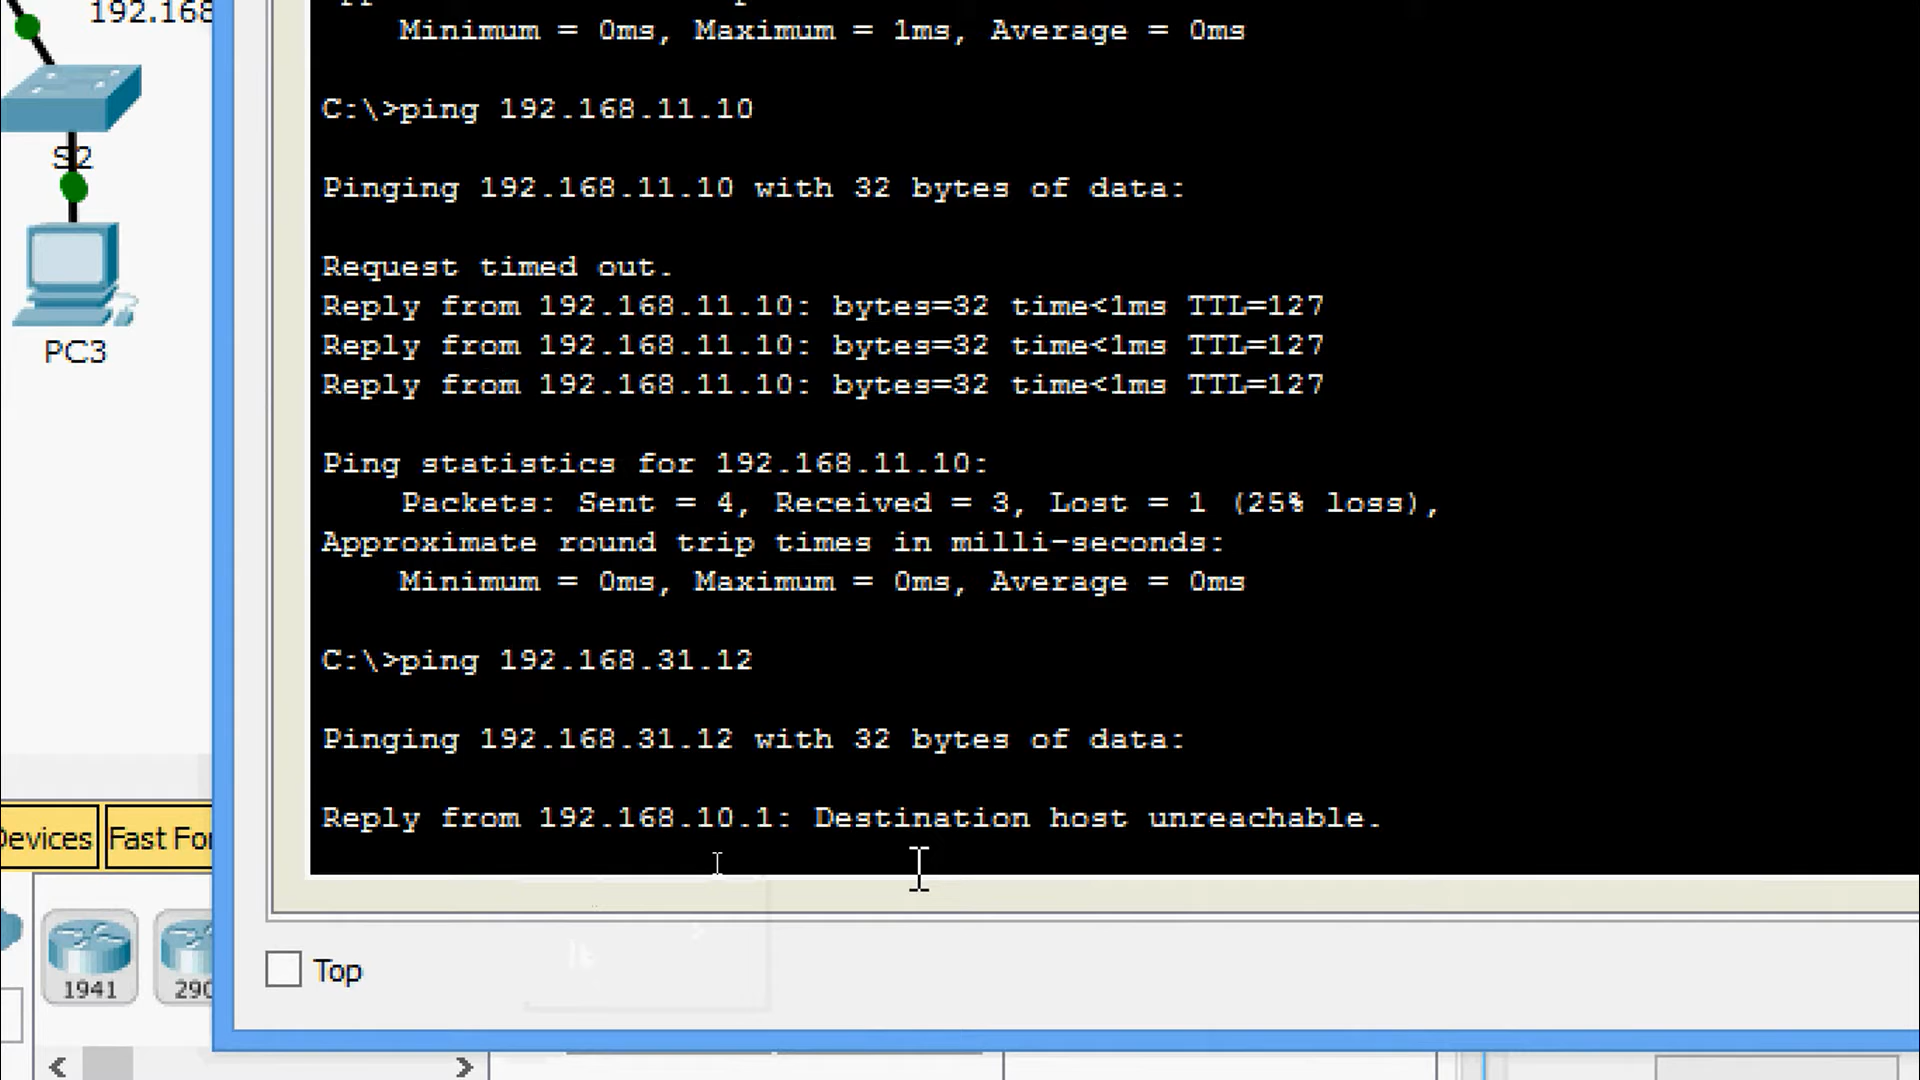 192.168
S2
PC3
Devices
Fast For
1941
290
Minimum = 0ms, Maximum = 1ms, Average = 0ms
C:\>ping 192.168.11.10
Pinging 192.168.11.10 with 32 bytes of data:
Request timed out.
Reply from 192.168.11.10: bytes=32 time<1ms TTL=127
Reply from 192.168.11.10: bytes=32 time<1ms TTL=127
Reply from 192.168.11.10: bytes=32 time<1ms TTL=127
Ping statistics for 192.168.11.10:
Packets: Sent = 4, Received = 3, Lost = 1 (25% loss),
Approximate round trip times in milli-seconds:
Minimum = 0ms, Maximum = 0ms, Average = 0ms
C:\>ping 192.168.31.12
Pinging 192.168.31.12 with 32 bytes of data:
Reply from 192.168.10.1: Destination host unreachable.
Top